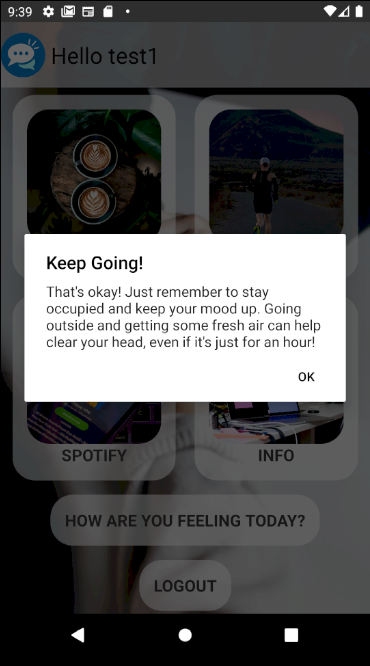 9:39
Hello test1
Keep Going!
That's okay! Just remember to stay
occupied and keep your mood up. Going
outside and getting some fresh air can help
clear your head, even if it's just for an hour!
OK
SPOTIFY
INFO
HOW ARE YOU FEELING TODAY?
LOGOUT